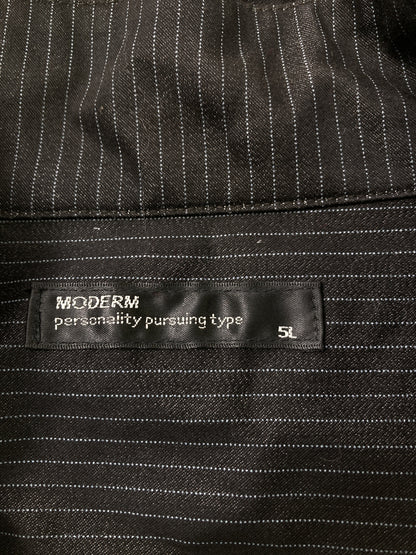 MODERM
personality pursuing type
5L